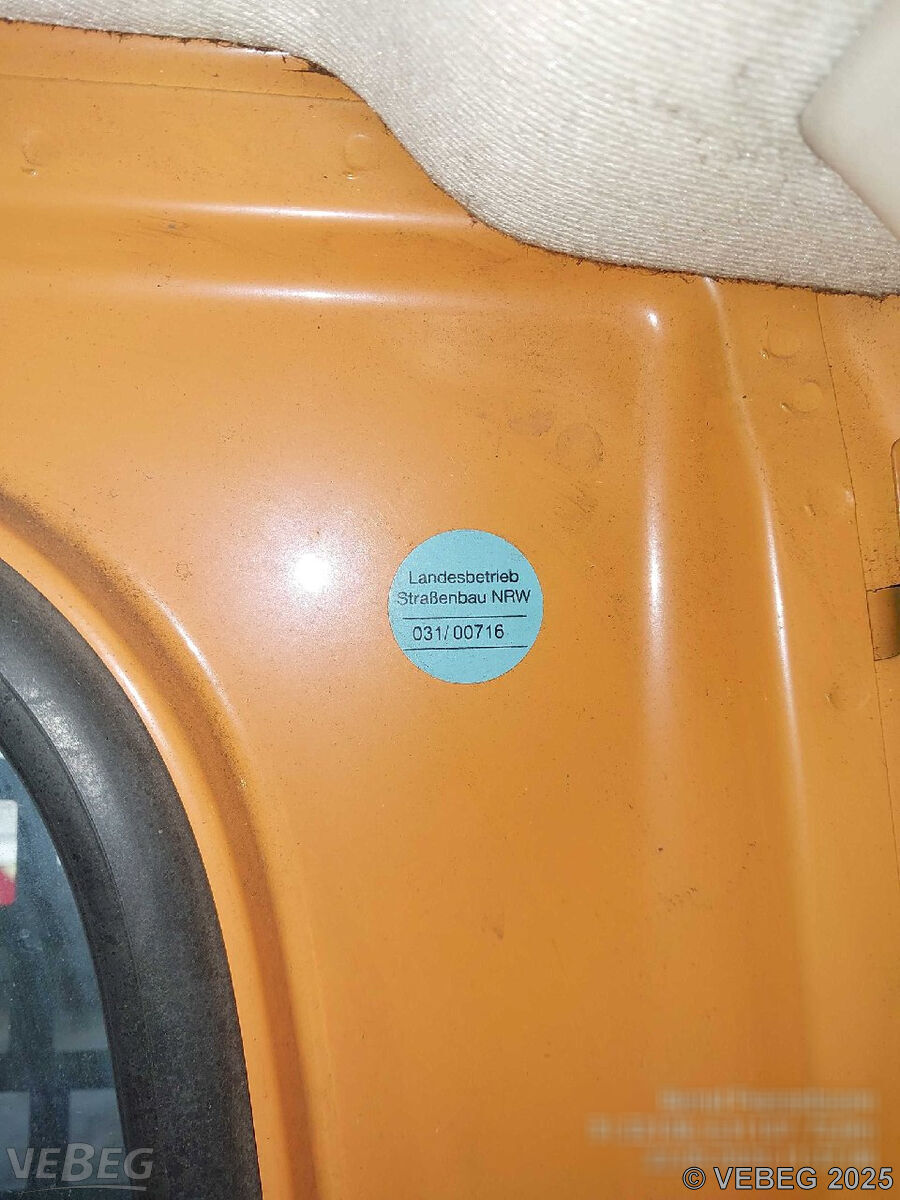 Landesbetrieb
Straßenbau NRW
031/00716
VEBEG
© VEBEG 2025